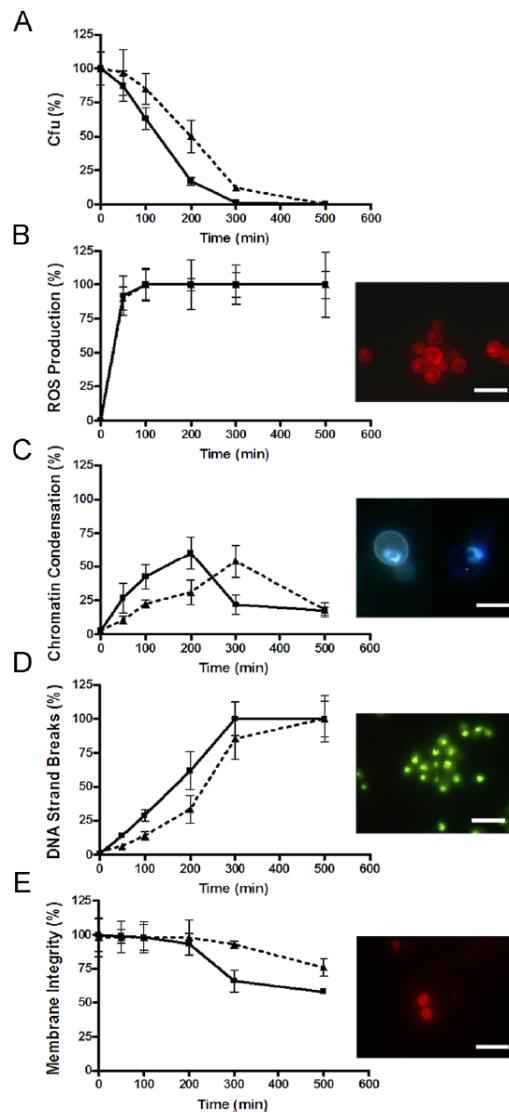 A
Cfu (%)
125
100
75
50
25
0
0 100 200 300 400 500 600
Time (min)
B
ROS Production (%)
125
100
75
50
25
0
0 100 200 300 400 500 600
Time (min)
C
Chromatin Condensation (%)
125
100
75
50
25
0
0 100 200 300 400 500 600
Time (min)
D
DNA Strand Breaks (%)
125
100
75
50
25
0
0 100 200 300 400 500 600
Time (min)
E
Membrane Integrity (%)
125
100
75
50
25
0
0 100 200 300 400 500 600
Time (min)